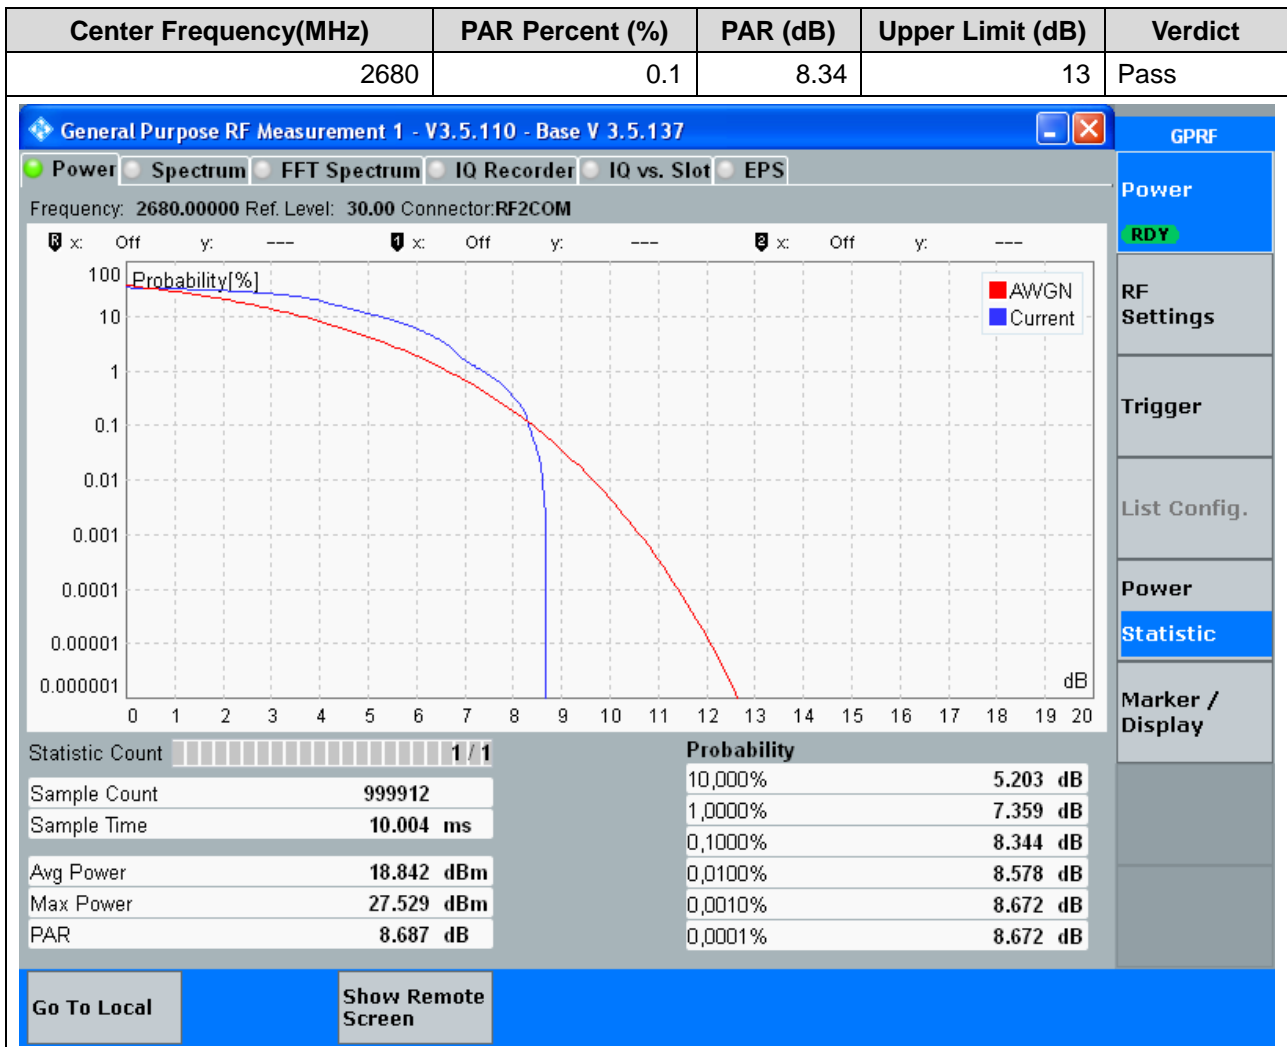 Center Frequency(MHz) PAR Percent (%) PAR (dB) Upper Limit (dB) Verdict
2680 0.1 8.34 13 Pass
General Purpose RF Measurement 1 - V3.5.110 - Base V 3.5.137
GPRF
Power Spectrum FFT Spectrum IQ Recorder IQ vs. Slot EPS
Power
RDY
Frequency: 2680.00000 Ref. Level: 30.00 Connector:RF2COM
R x: Off y: --- 1 x: Off y: --- 2 x: Off y: ---
Probability[%]
AWGN
Current
100
10
1
0.1
0.01
0.001
0.0001
0.00001
0.000001
dB
0 1 2 3 4 5 6 7 8 9 10 11 12 13 14 15 16 17 18 19 20
RF
Settings
Trigger
List Config.
Power
Statistic
Marker /
Display
Statistic Count 1 / 1
Sample Count 999912
Sample Time 10.004 ms
Avg Power 18.842 dBm
Max Power 27.529 dBm
PAR 8.687 dB
Probability
10,000% 5.203 dB
1,0000% 7.359 dB
0,1000% 8.344 dB
0,0100% 8.578 dB
0,0010% 8.672 dB
0,0001% 8.672 dB
Go To Local
Show Remote
Screen